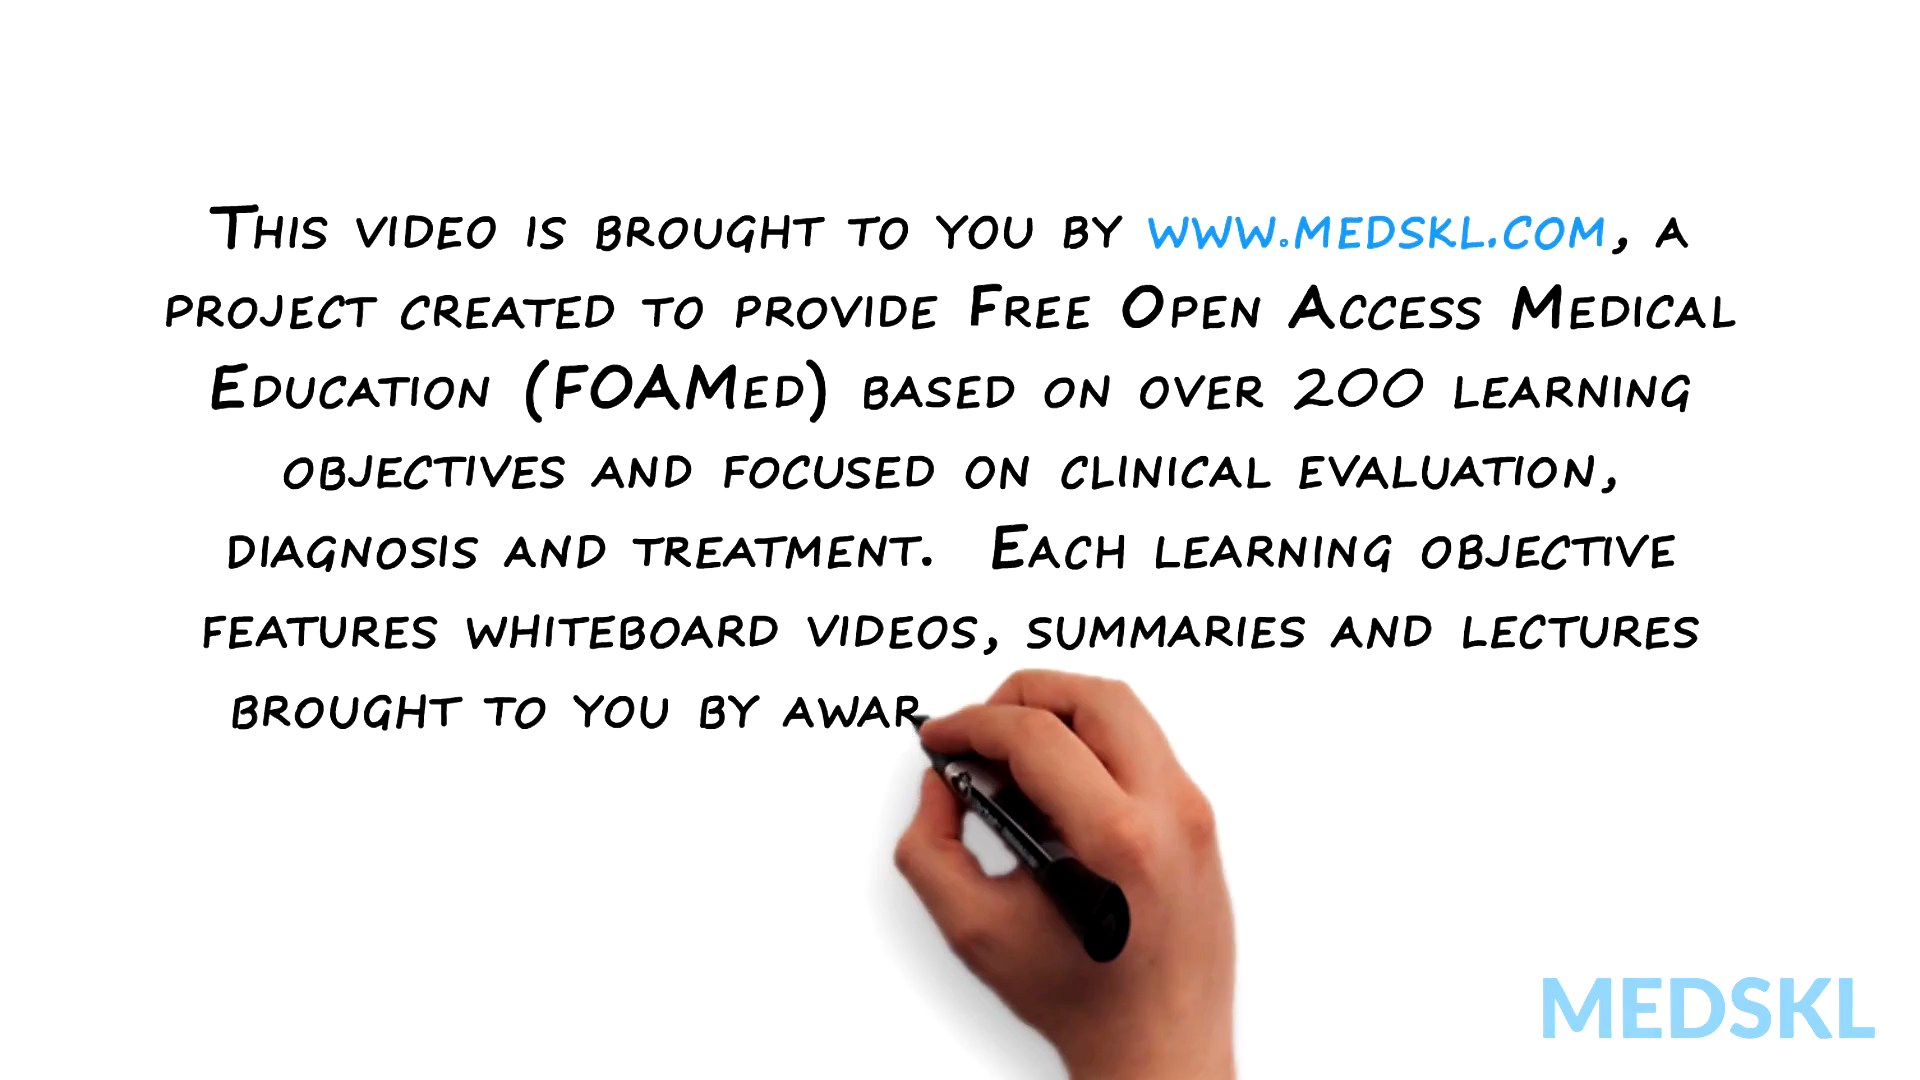 This video is brought to you by www.medskl.com, a
project created to provide Free Open Access Medical
Education (FOAMed) based on over 200 learning
objectives and focused on clinical evaluation,
diagnosis and treatment. Each learning objective
features whiteboard videos, summaries and lectures
brought to you by awar
MEDSKL